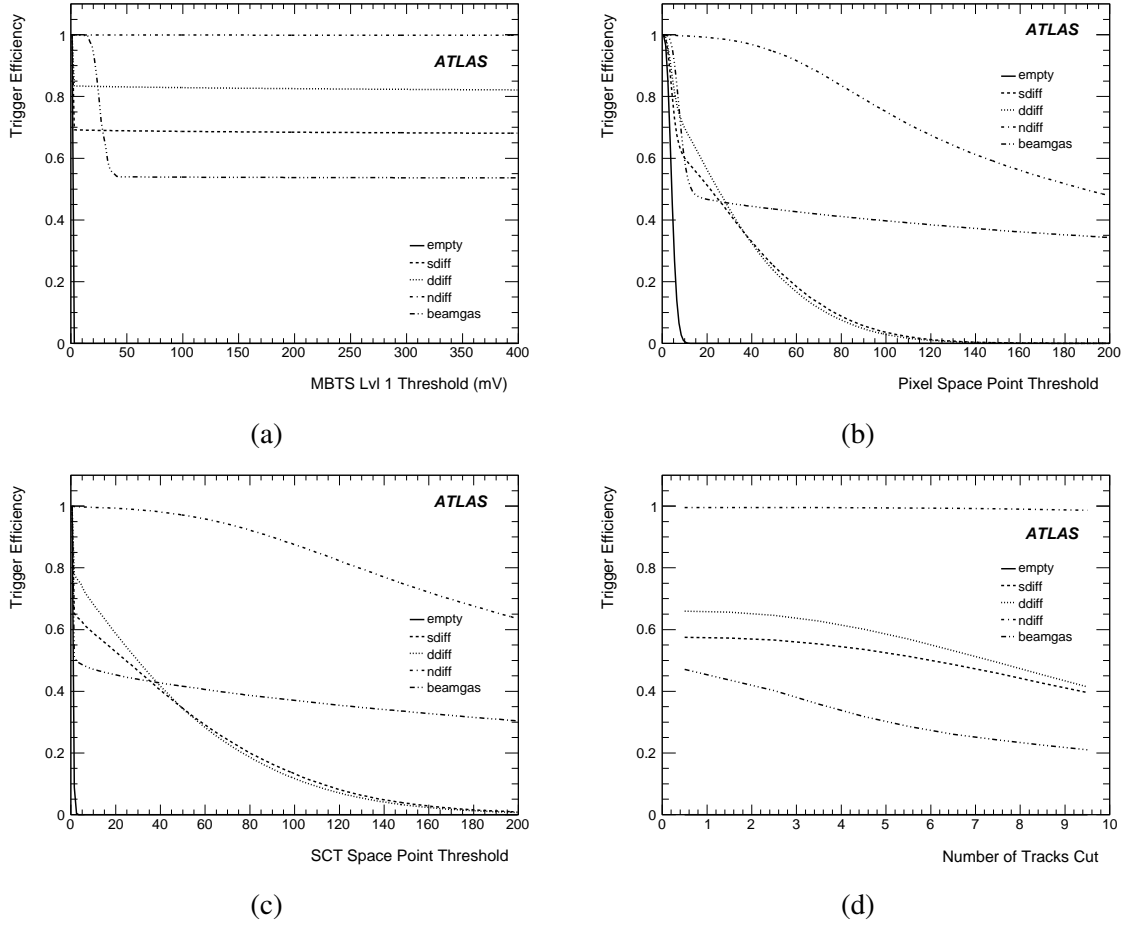 Trigger Efficiency
1
0.8
0.6
0.4
0.2
0
ATLAS
empty
sdiff
ddiff
ndiff
beamgas
0 50 100 150 200 250 300 350 400
MBTS Lvl 1 Threshold (mV)
(a)
Trigger Efficiency
1
0.8
0.6
0.4
0.2
0
ATLAS
empty
sdiff
ddiff
ndiff
beamgas
0 20 40 60 80 100 120 140 160 180 200
Pixel Space Point Threshold
(b)
Trigger Efficiency
1
0.8
0.6
0.4
0.2
0
ATLAS
empty
sdiff
ddiff
ndiff
beamgas
0 20 40 60 80 100 120 140 160 180 200
SCT Space Point Threshold
(c)
Trigger Efficiency
1
0.8
0.6
0.4
0.2
0
ATLAS
empty
sdiff
ddiff
ndiff
beamgas
0 1 2 3 4 5 6 7 8 9 10
Number of Tracks Cut
(d)